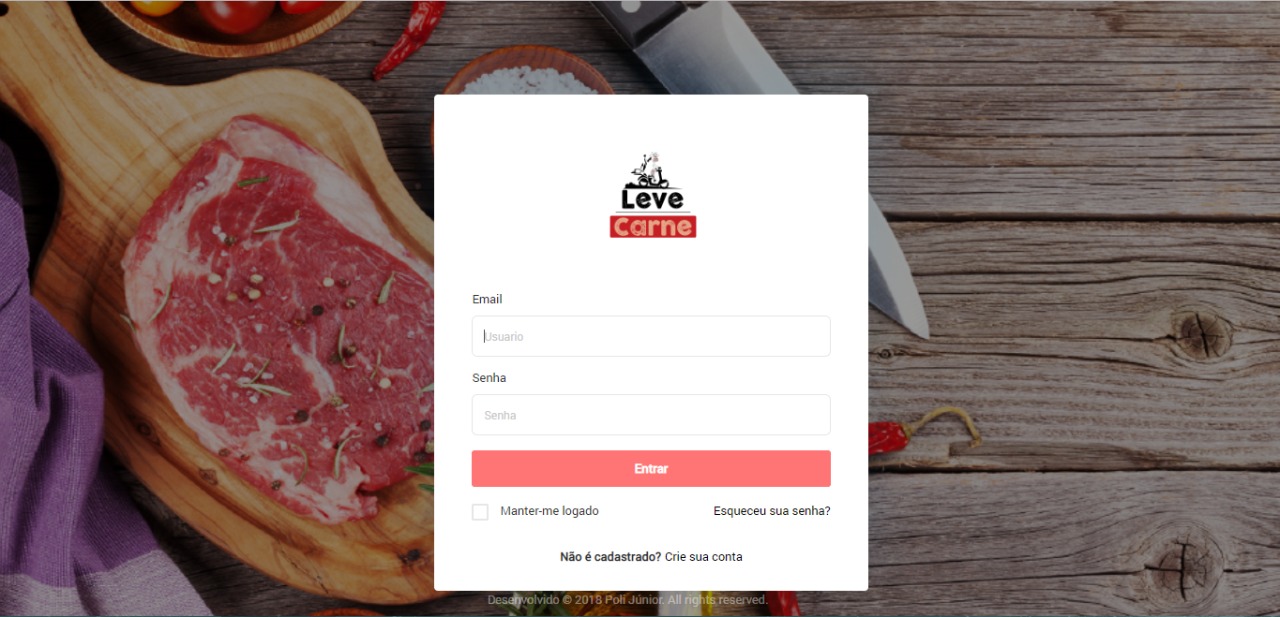 Leve
Carne
Email
Usuario
Senha
Senha
Entrar
Manter-me logado
Esqueceu sua senha?
Não é cadastrado? Crie sua conta
Desenvolvido © 2018 Poli Júnior. All rights reserved.